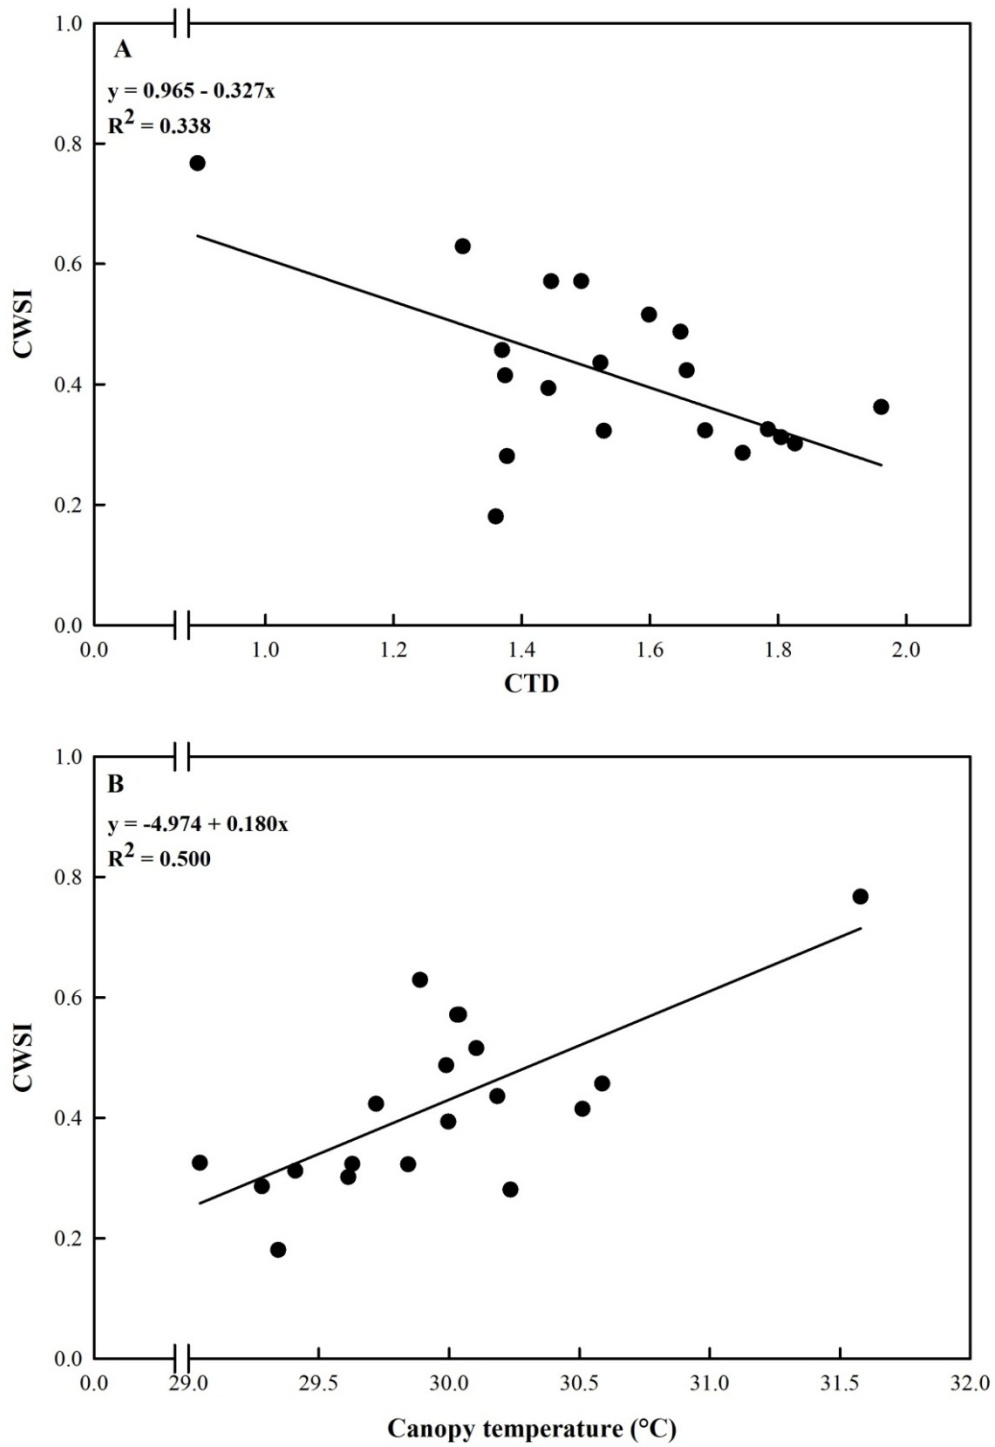 1.0
A
y = 0.965 - 0.327x
R² = 0.338
0.8
0.6
CWSI
0.4
0.2
0.0
0.0 1.0 1.2 1.4 1.6 1.8 2.0
CTD
1.0
B
y = -4.974 + 0.180x
R² = 0.500
0.8
0.6
CWSI
0.4
0.2
0.0
0.0 29.0 29.5 30.0 30.5 31.0 31.5 32.0
Canopy temperature (°C)